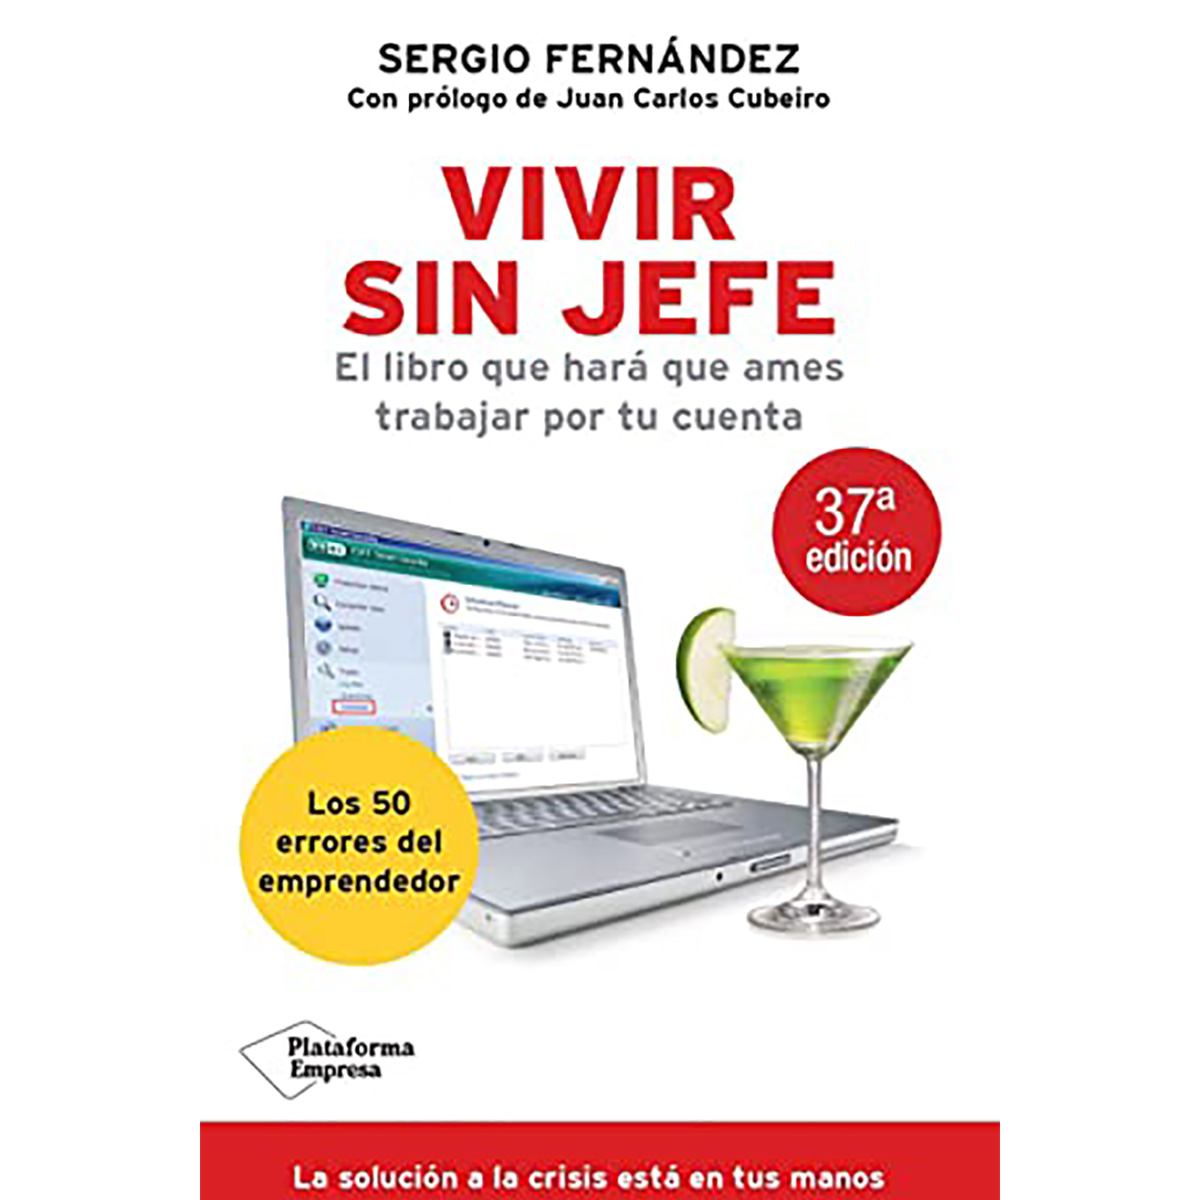 SERGIO FERNÁNDEZ
Con prólogo de Juan Carlos Cubeiro
VIVIR
SIN JEFE
El libro que hará que ames
trabajar por tu cuenta
37ª
edición
Los 50
errores del
emprendedor
Plataforma
Empresa
La solución a la crisis está en tus manos